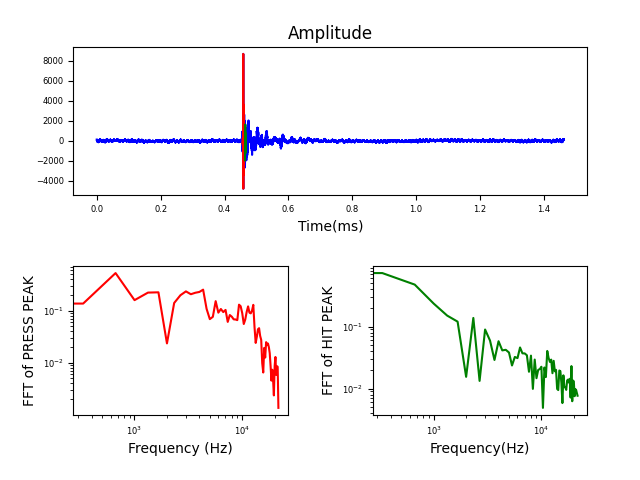 Amplitude
8000
6000
4000
2000
0
−2000
−4000
0.0 0.2 0.4 0.6 0.8 1.0 1.2 1.4
Time(ms)
FFT of PRESS PEAK
10⁻¹
10⁻²
10³ 10⁴
Frequency (Hz)
FFT of HIT PEAK
10⁻¹
10⁻²
10³ 10⁴
Frequency(Hz)